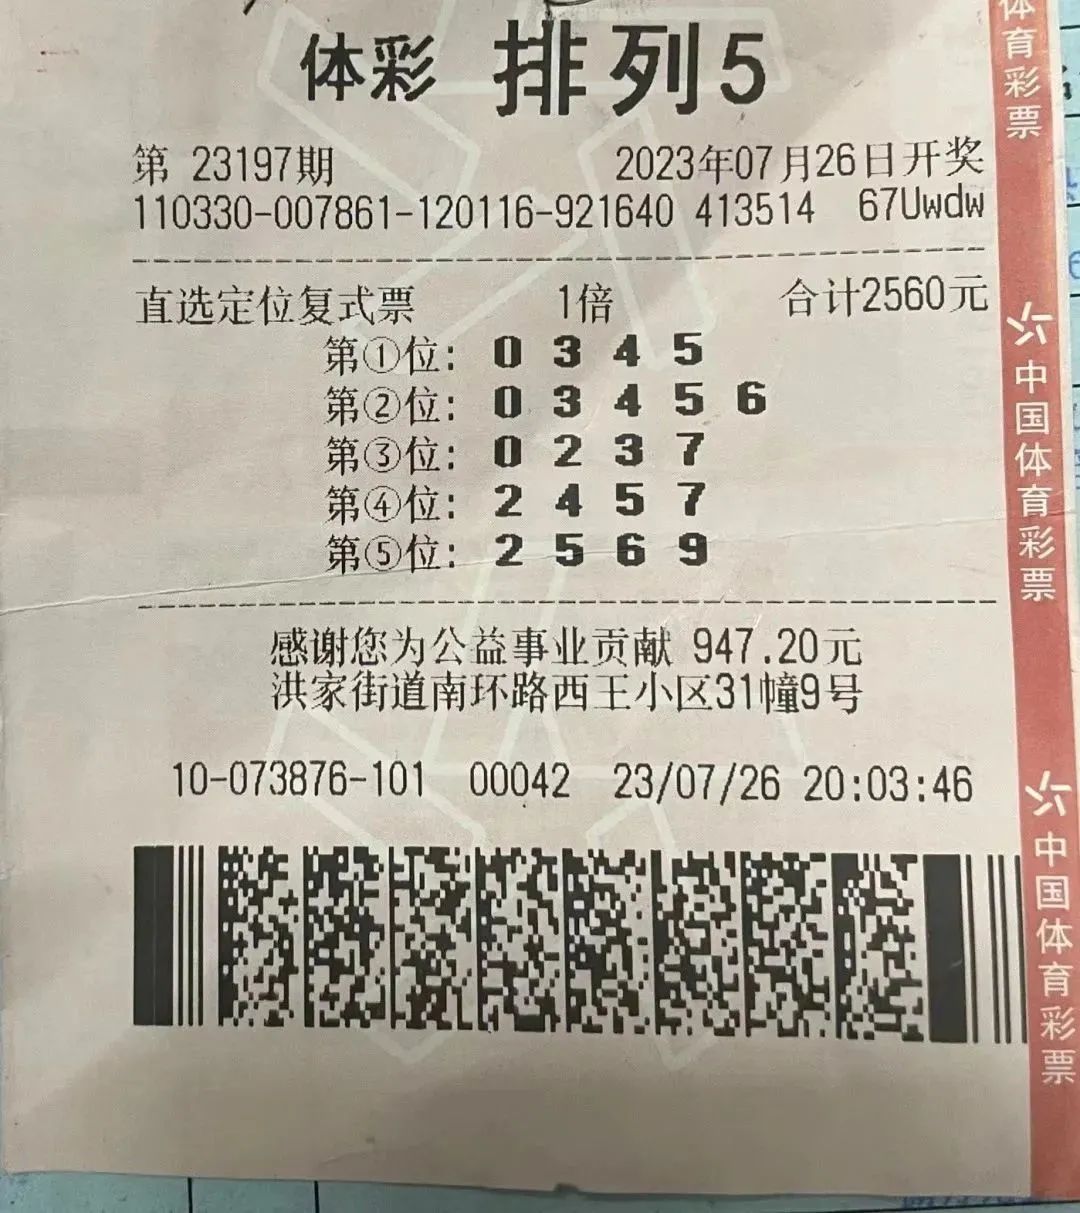 体彩 排列5
第 23197期 2023年07月26日开奖
110330-007861-120116-921640 413514 67Uwdw
直选定位复式票 1倍 合计2560元
第①位: 0 3 4 5
第②位: 0 3 4 5 6
第③位: 0 2 3 7
第④位: 2 4 5 7
第⑤位: 2 5 6 9
感谢您为公益事业贡献 947.20元
洪家街道南环路西王小区31幢9号
10-073876-101 00042 23/07/26 20:03:46
体育彩票
中国体育彩票
中国体育彩票